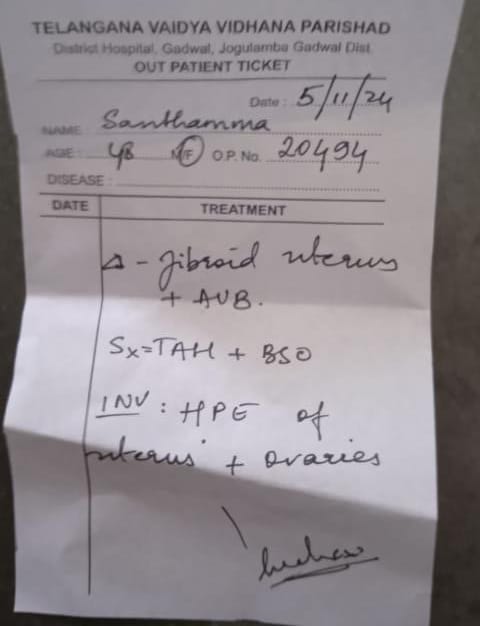 TELANGANA VAIDYA VIDHANA PARISHAD
District Hospital, Gadwal, Jogulamba Gadwal Dist.
OUT PATIENT TICKET
Date : 5/11/24
NAME Santhamma
AGE : 48 M/F O.P. No. 20494
DISEASE :
DATE TREATMENT
Δ - fibroid uterus
+ AUB.
Sx = TAH + BSO
INV : HPE of
uterus + ovaries